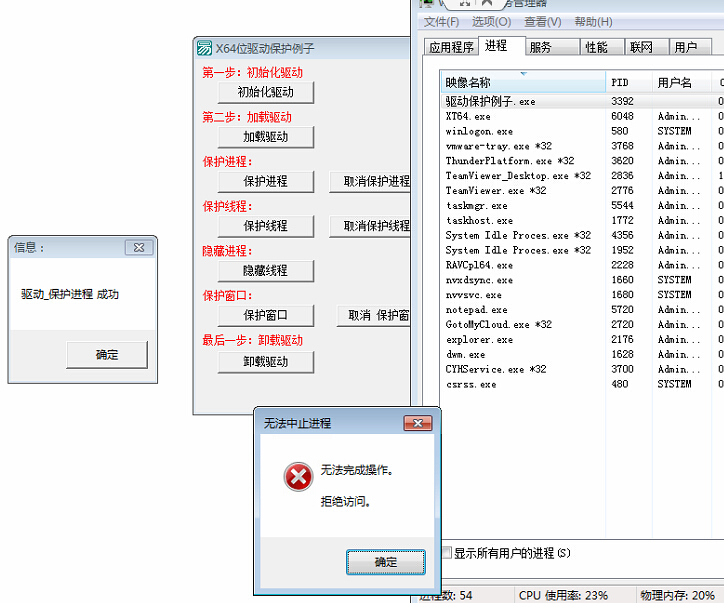 信息：
驱动_保护进程 成功
确定
X64位驱动保护例子
第一步：初始化驱动
初始化驱动
第二步：加载驱动
加载驱动
保护进程：
保护进程
取消保护进程
保护线程：
保护线程
取消保护线程
隐藏进程：
隐藏线程
保护窗口：
保护窗口
取消 保护窗
最后一步：卸载驱动
卸载驱动
无法中止进程
无法完成操作。
拒绝访问。
确定
管理器
文件(F) 选项(O) 查看(V) 帮助(H)
应用程序 进程 服务 性能 联网 用户
映像名称 PID 用户名
驱动保护例子.exe 3392 0
XT64.exe 6048 Admin... 0
winlogon.exe 580 SYSTEM 0
vmware-tray.exe *32 3768 Admin... 0
ThunderPlatform.exe *32 3620 Admin... 0
TeamViewer_Desktop.exe *32 2836 Admin... 1
TeamViewer.exe *32 2776 Admin... 0
taskmgr.exe 5544 Admin... 0
taskhost.exe 1772 Admin... 0
System Idle Proces.exe *32 4356 Admin... 0
System Idle Proces.exe *32 1952 Admin... 0
RAVCpl64.exe 2228 Admin... 0
nvxdsync.exe 1660 SYSTEM 0
nvvsvc.exe 1680 SYSTEM 0
notepad.exe 5720 Admin... 0
GotoMyCloud.exe *32 2720 Admin... 0
explorer.exe 2176 Admin... 0
dwm.exe 1628 Admin... 0
CYHService.exe *32 3700 Admin... 0
csrss.exe 480 SYSTEM 0
显示所有用户的进程(S)
进程数: 54 CPU 使用率: 23% 物理内存: 20%